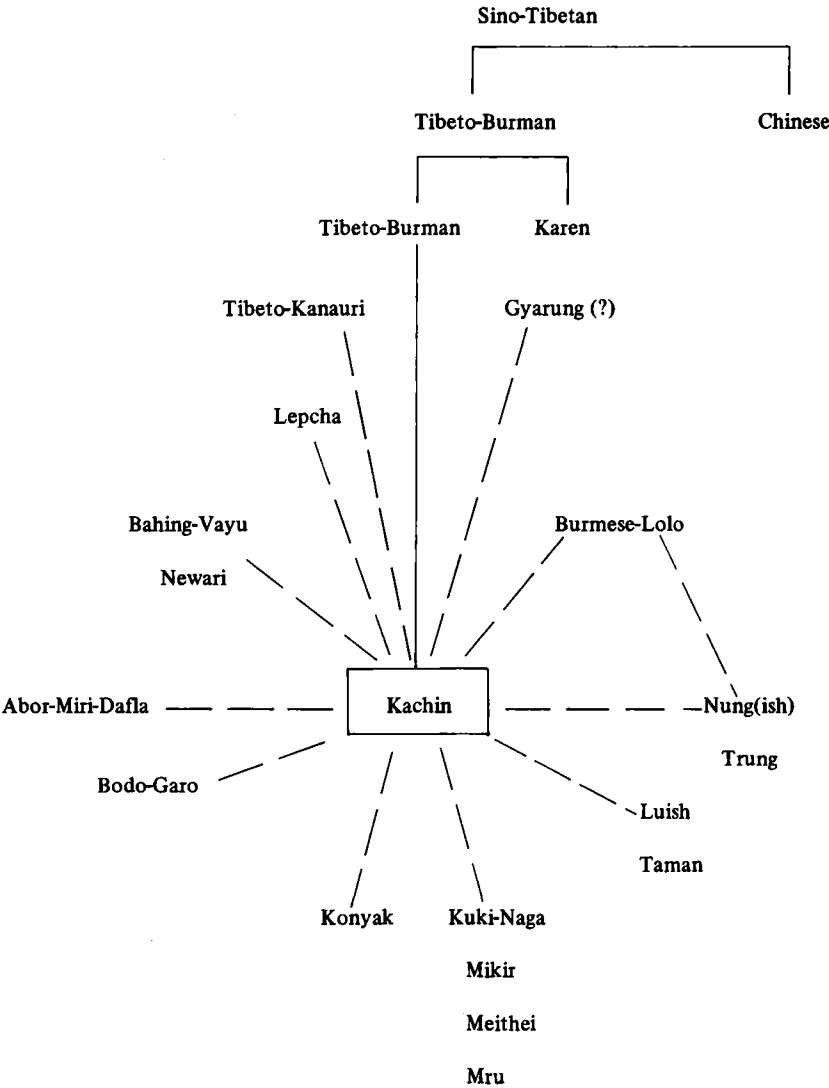 Sino-Tibetan
Tibeto-Burman Chinese
Tibeto-Burman Karen
Tibeto-Kanauri Gyarung (?)
Lepcha
Bahing-Vayu Burmese-Lolo
Newari
Abor-Miri-Dafla Kachin Nung(ish)
Trung
Bodo-Garo
Luish
Taman
Konyak Kuki-Naga
Mikir
Meithei
Mru